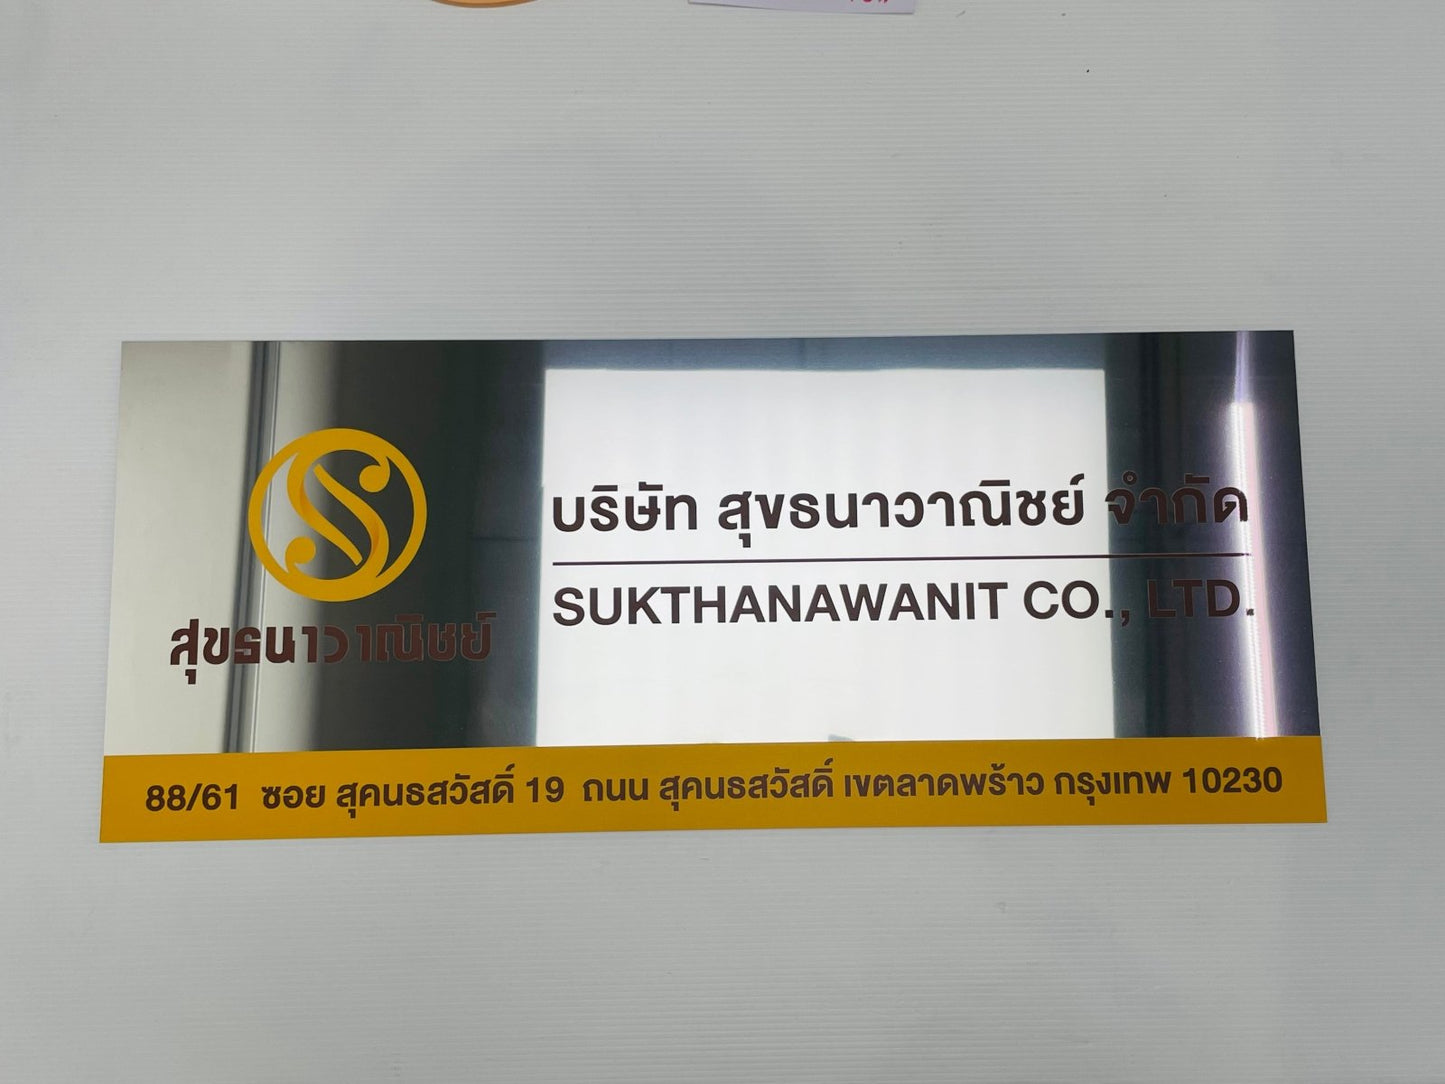 สุขธนาวาณิชย์
บริษัท สุขธนาวาณิชย์ จำกัด
SUKTHANAWANIT CO., LTD.
88/61 ซอย สุคนธสวัสดิ์ 19 ถนน สุคนธสวัสดิ์ เขตลาดพร้าว กรุงเทพ 10230